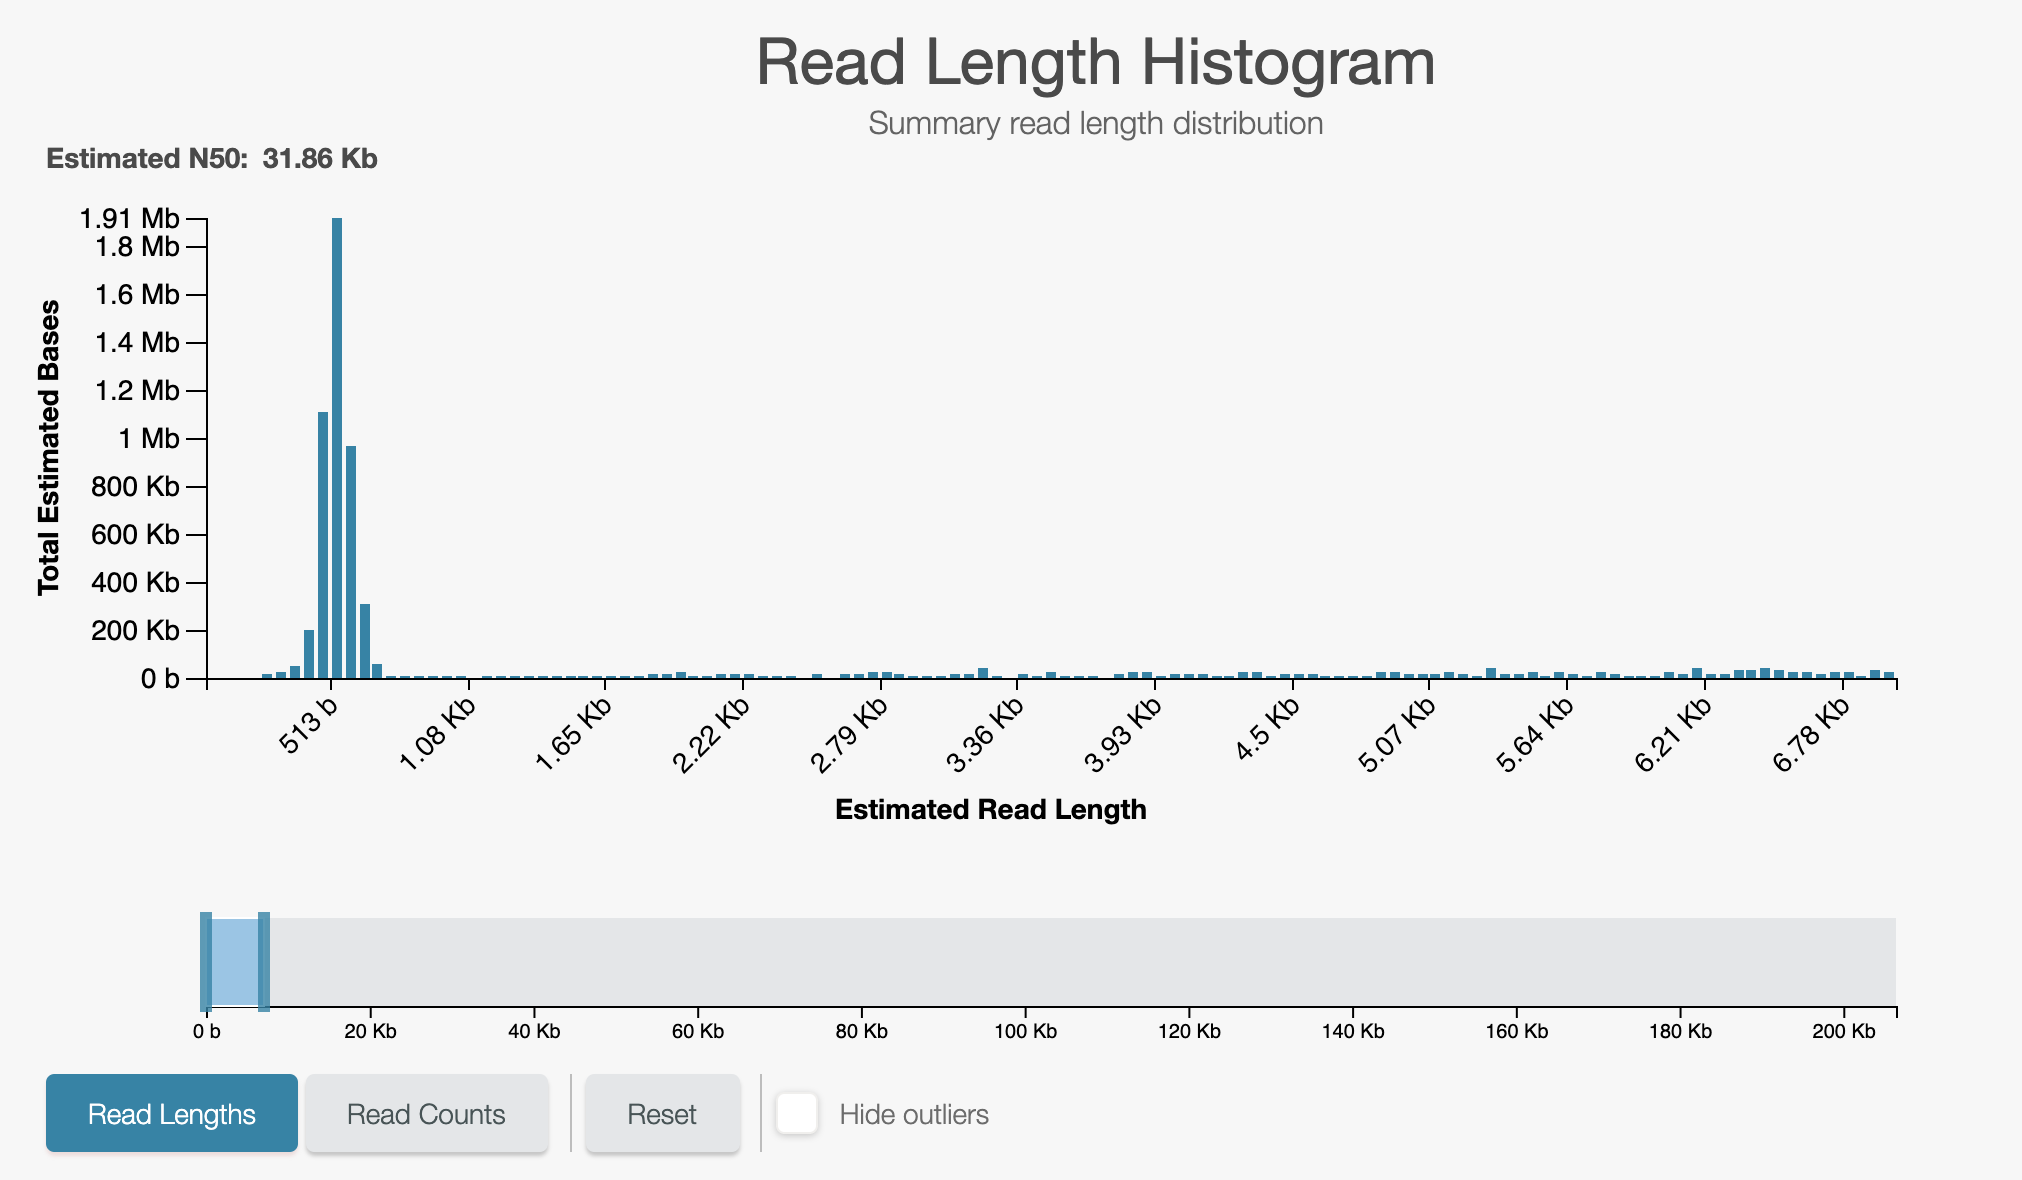 Read Length Histogram
Summary read length distribution
Estimated N50: 31.86 Kb
Total Estimated Bases
1.91 Mb
1.8 Mb
1.6 Mb
1.4 Mb
1.2 Mb
1 Mb
800 Kb
600 Kb
400 Kb
200 Kb
0 b
513 b
1.08 Kb
1.65 Kb
2.22 Kb
2.79 Kb
3.36 Kb
3.93 Kb
4.5 Kb
5.07 Kb
5.64 Kb
6.21 Kb
6.78 Kb
Estimated Read Length
0 b 20 Kb 40 Kb 60 Kb 80 Kb 100 Kb 120 Kb 140 Kb 160 Kb 180 Kb 200 Kb
Read Lengths Read Counts Reset Hide outliers